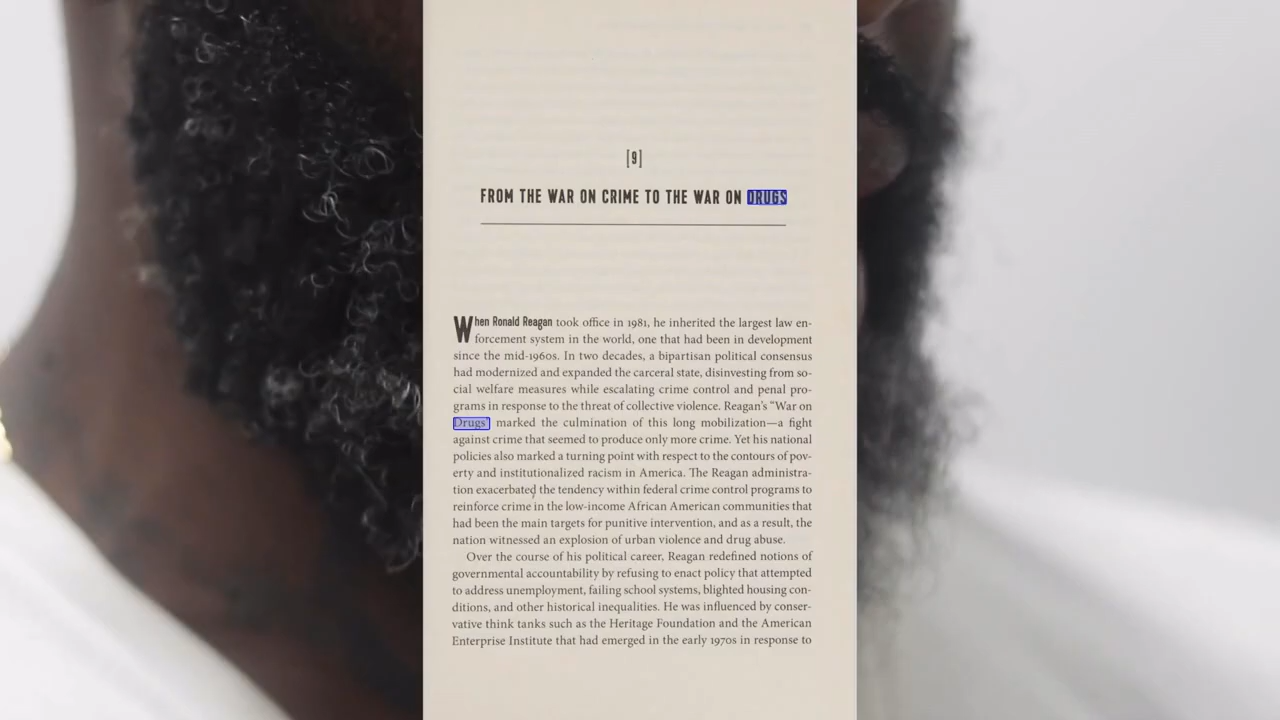 [9]
FROM THE WAR ON CRIME TO THE WAR ON DRUGS
When Ronald Reagan took office in 1981, he inherited the largest law en-
forcement system in the world, one that had been in development
since the mid-1960s. In two decades, a bipartisan political consensus
had modernized and expanded the carceral state, disinvesting from so-
cial welfare measures while escalating crime control and penal pro-
grams in response to the threat of collective violence. Reagan's “War on
Drugs” marked the culmination of this long mobilization—a fight
against crime that seemed to produce only more crime. Yet his national
policies also marked a turning point with respect to the contours of pov-
erty and institutionalized racism in America. The Reagan administra-
tion exacerbated the tendency within federal crime control programs to
reinforce crime in the low-income African American communities that
had been the main targets for punitive intervention, and as a result, the
nation witnessed an explosion of urban violence and drug abuse.
Over the course of his political career, Reagan redefined notions of
governmental accountability by refusing to enact policy that attempted
to address unemployment, failing school systems, blighted housing con-
ditions, and other historical inequalities. He was influenced by conser-
vative think tanks such as the Heritage Foundation and the American
Enterprise Institute that had emerged in the early 1970s in response to